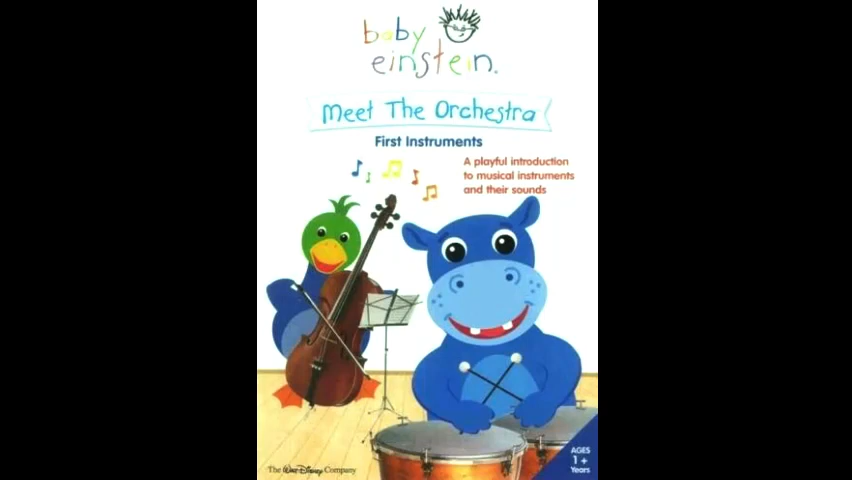 baby
einstein.
Meet The Orchestra
First Instruments
A playful introduction
to musical instruments
and their sounds
AGES
1 +
Years
The Walt Disney Company